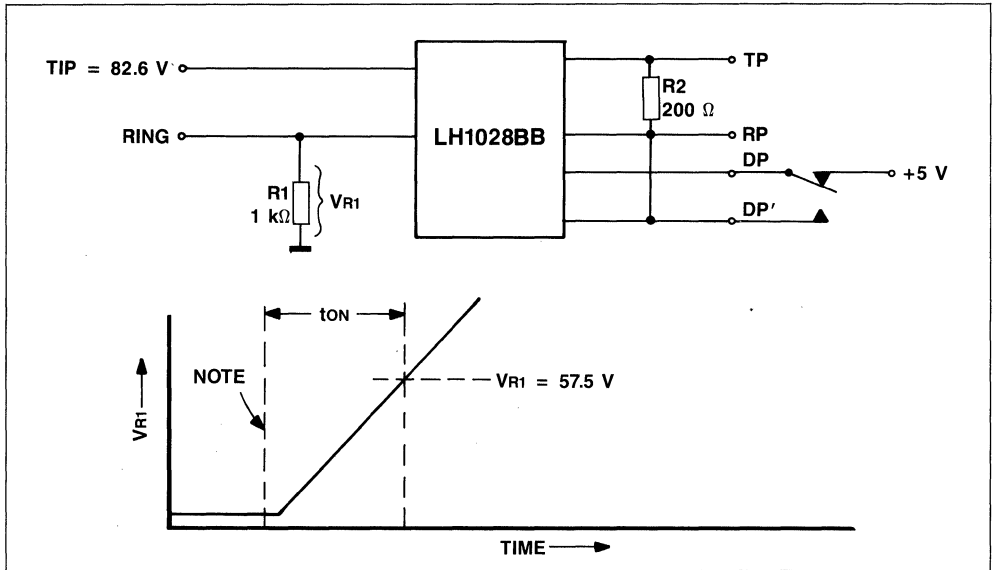 TIP = 82.6 V
RING
R1
1 kΩ
VR1
LH1028BB
TP
R2
200 Ω
RP
DP
+5 V
DP′
tON
NOTE
VR1 = 57.5 V
VR1
TIME